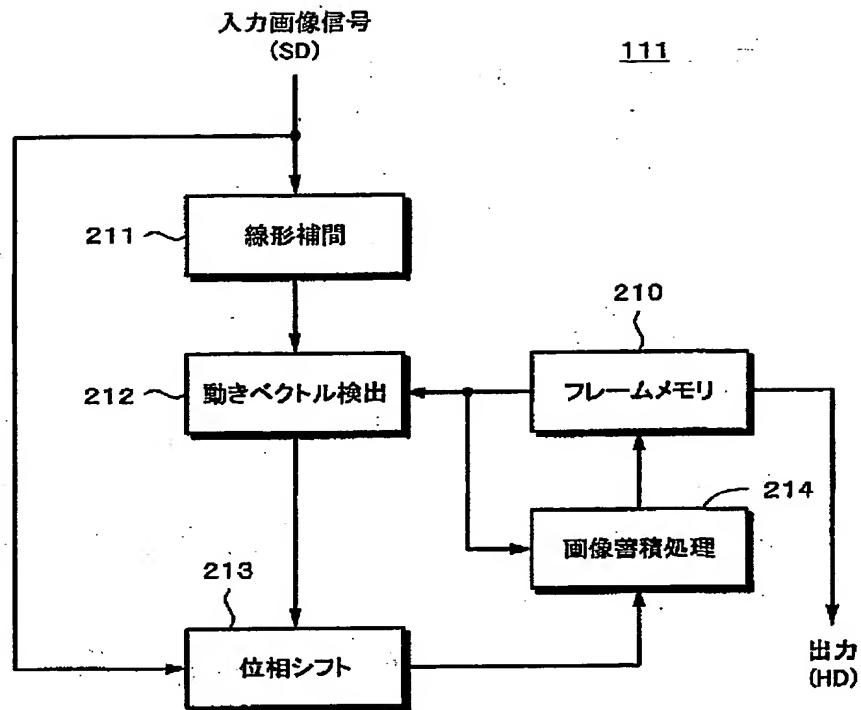 入力画像信号
(SD)
111
211
線形補間
210
212
動きベクトル検出
フレームメモリ
214
画像蓄積処理
213
位相シフト
出力
(HD)